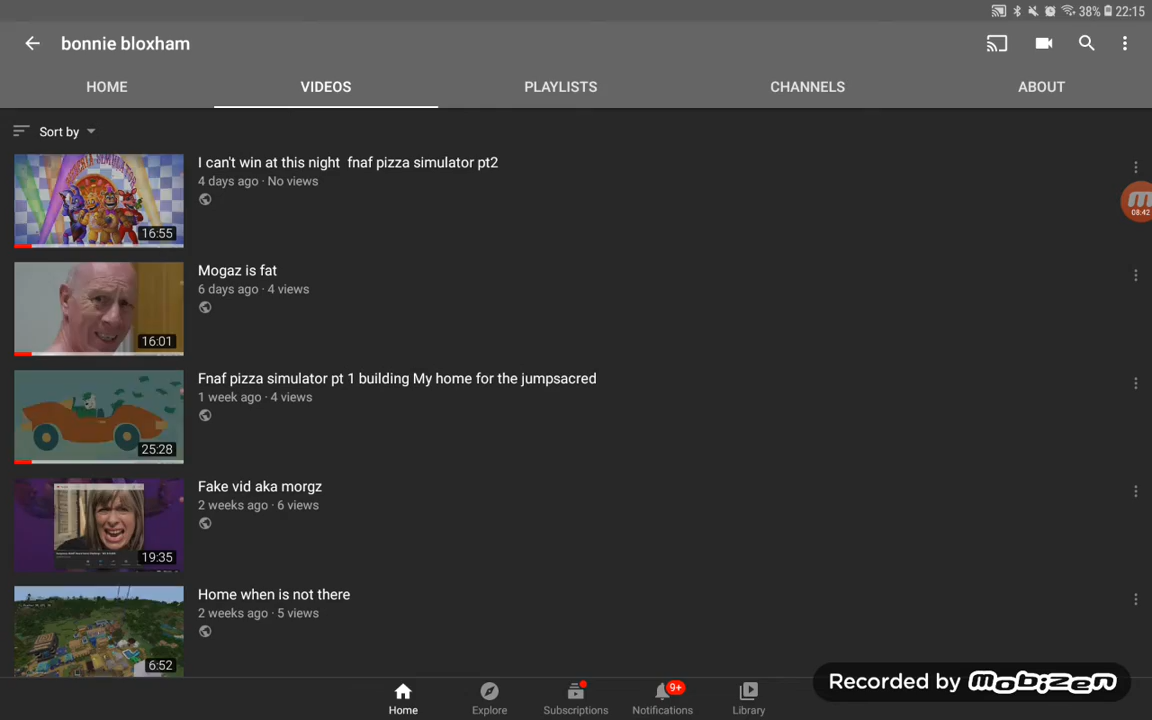 38% 22:15
bonnie bloxham
HOME VIDEOS PLAYLISTS CHANNELS ABOUT
Sort by
I can't win at this night fnaf pizza simulator pt2
4 days ago · No views
16:55
08:42
Mogaz is fat
6 days ago · 4 views
16:01
Fnaf pizza simulator pt 1 building My home for the jumpsacred
1 week ago · 4 views
25:28
Fake vid aka morgz
2 weeks ago · 6 views
19:35
Home when is not there
2 weeks ago · 5 views
6:52
Recorded by mobizen
9+
Home Explore Subscriptions Notifications Library